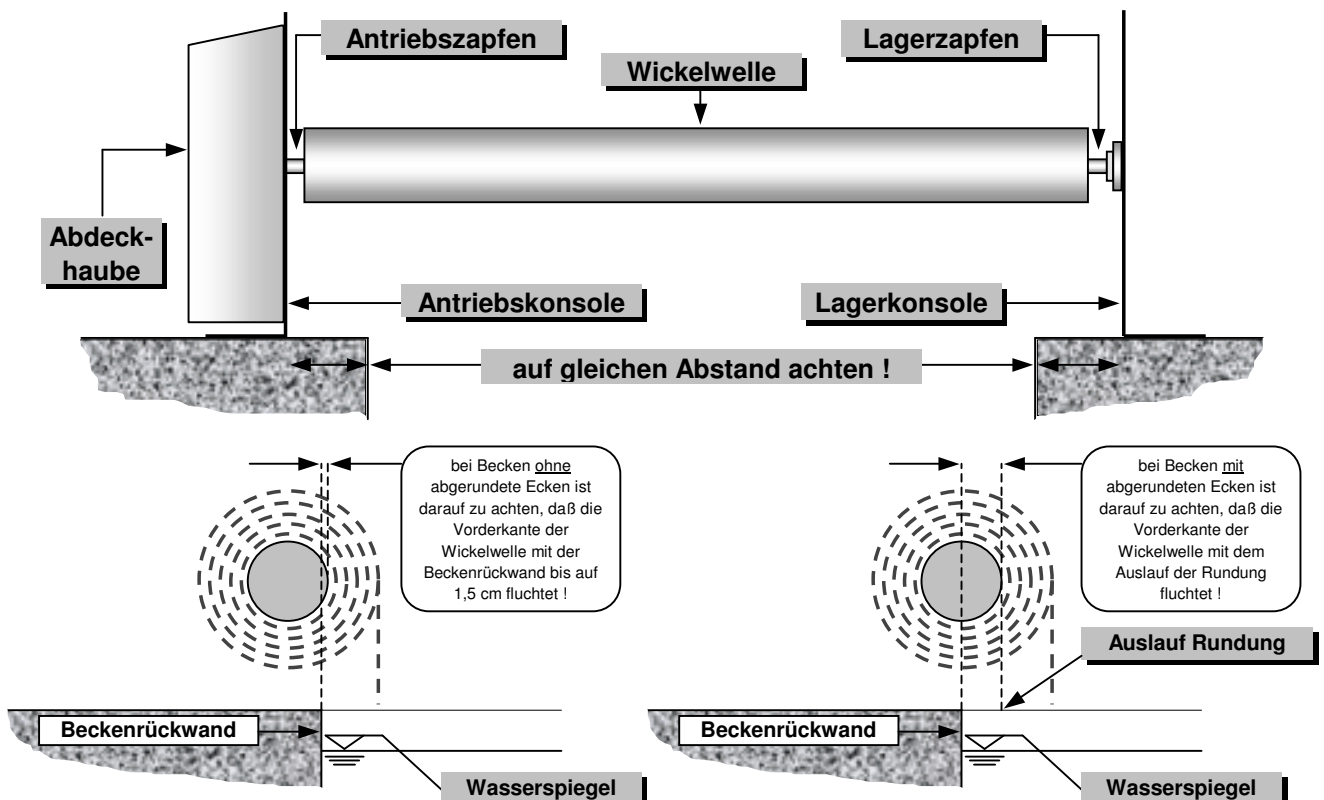 Antriebszapfen
Lagerzapfen
Wickelwelle
Abdeck-
haube
Antriebskonsole
Lagerkonsole
auf gleichen Abstand achten !
bei Becken ohne
abgerundete Ecken ist
darauf zu achten, daß die
Vorderkante der
Wickelwelle mit der
Beckenrückwand bis auf
1,5 cm fluchtet !
bei Becken mit
abgerundeten Ecken ist
darauf zu achten, daß die
Vorderkante der
Wickelwelle mit dem
Auslauf der Rundung
fluchtet !
Auslauf Rundung
Beckenrückwand
Beckenrückwand
Wasserspiegel
Wasserspiegel